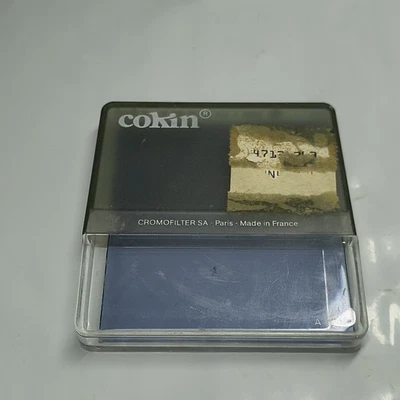 cokin®
CROMOFILTER SA - Paris - Made in France
A